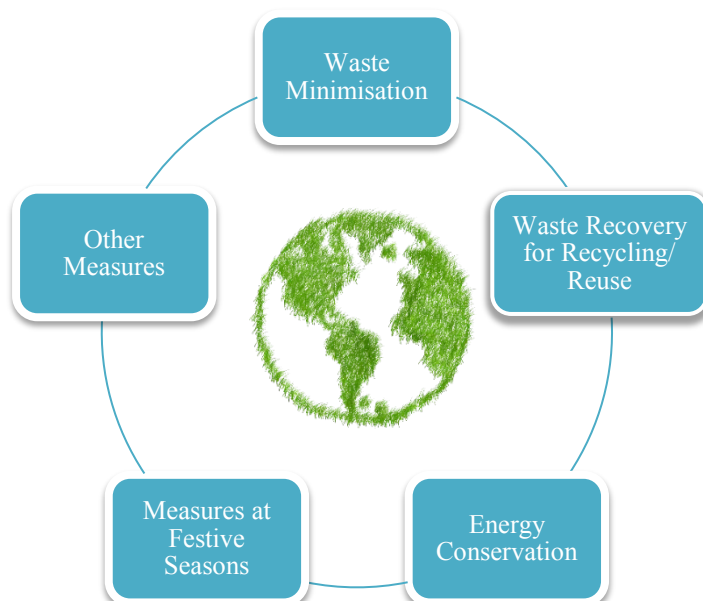 Waste
Minimisation
Waste Recovery
for Recycling/
Reuse
Energy
Conservation
Measures at
Festive
Seasons
Other
Measures